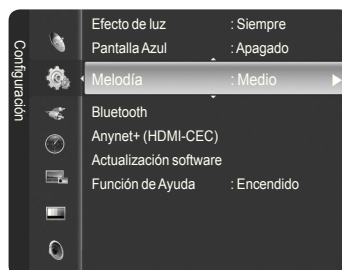 Configuración
Efecto de luz : Siempre
Pantalla Azul : Apagado
Melodía : Medio
Bluetooth
Anynet+ (HDMI-CEC)
Actualización software
Función de Ayuda : Encendido